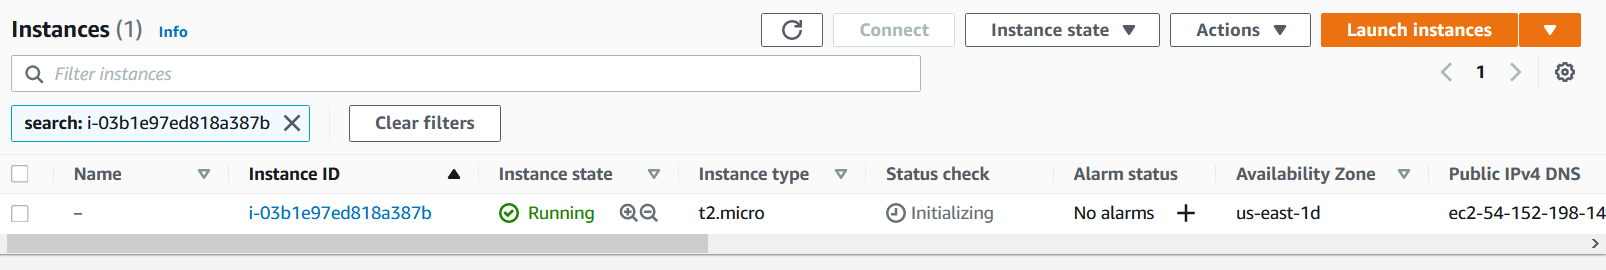 Instances (1) Info Connect Instance state Actions Launch instances
Filter instances 1
search: i-03b1e97ed818a387b Clear filters
Name Instance ID Instance state Instance type Status check Alarm status Availability Zone Public IPv4 DNS
– i-03b1e97ed818a387b Running t2.micro Initializing No alarms + us-east-1d ec2-54-152-198-14